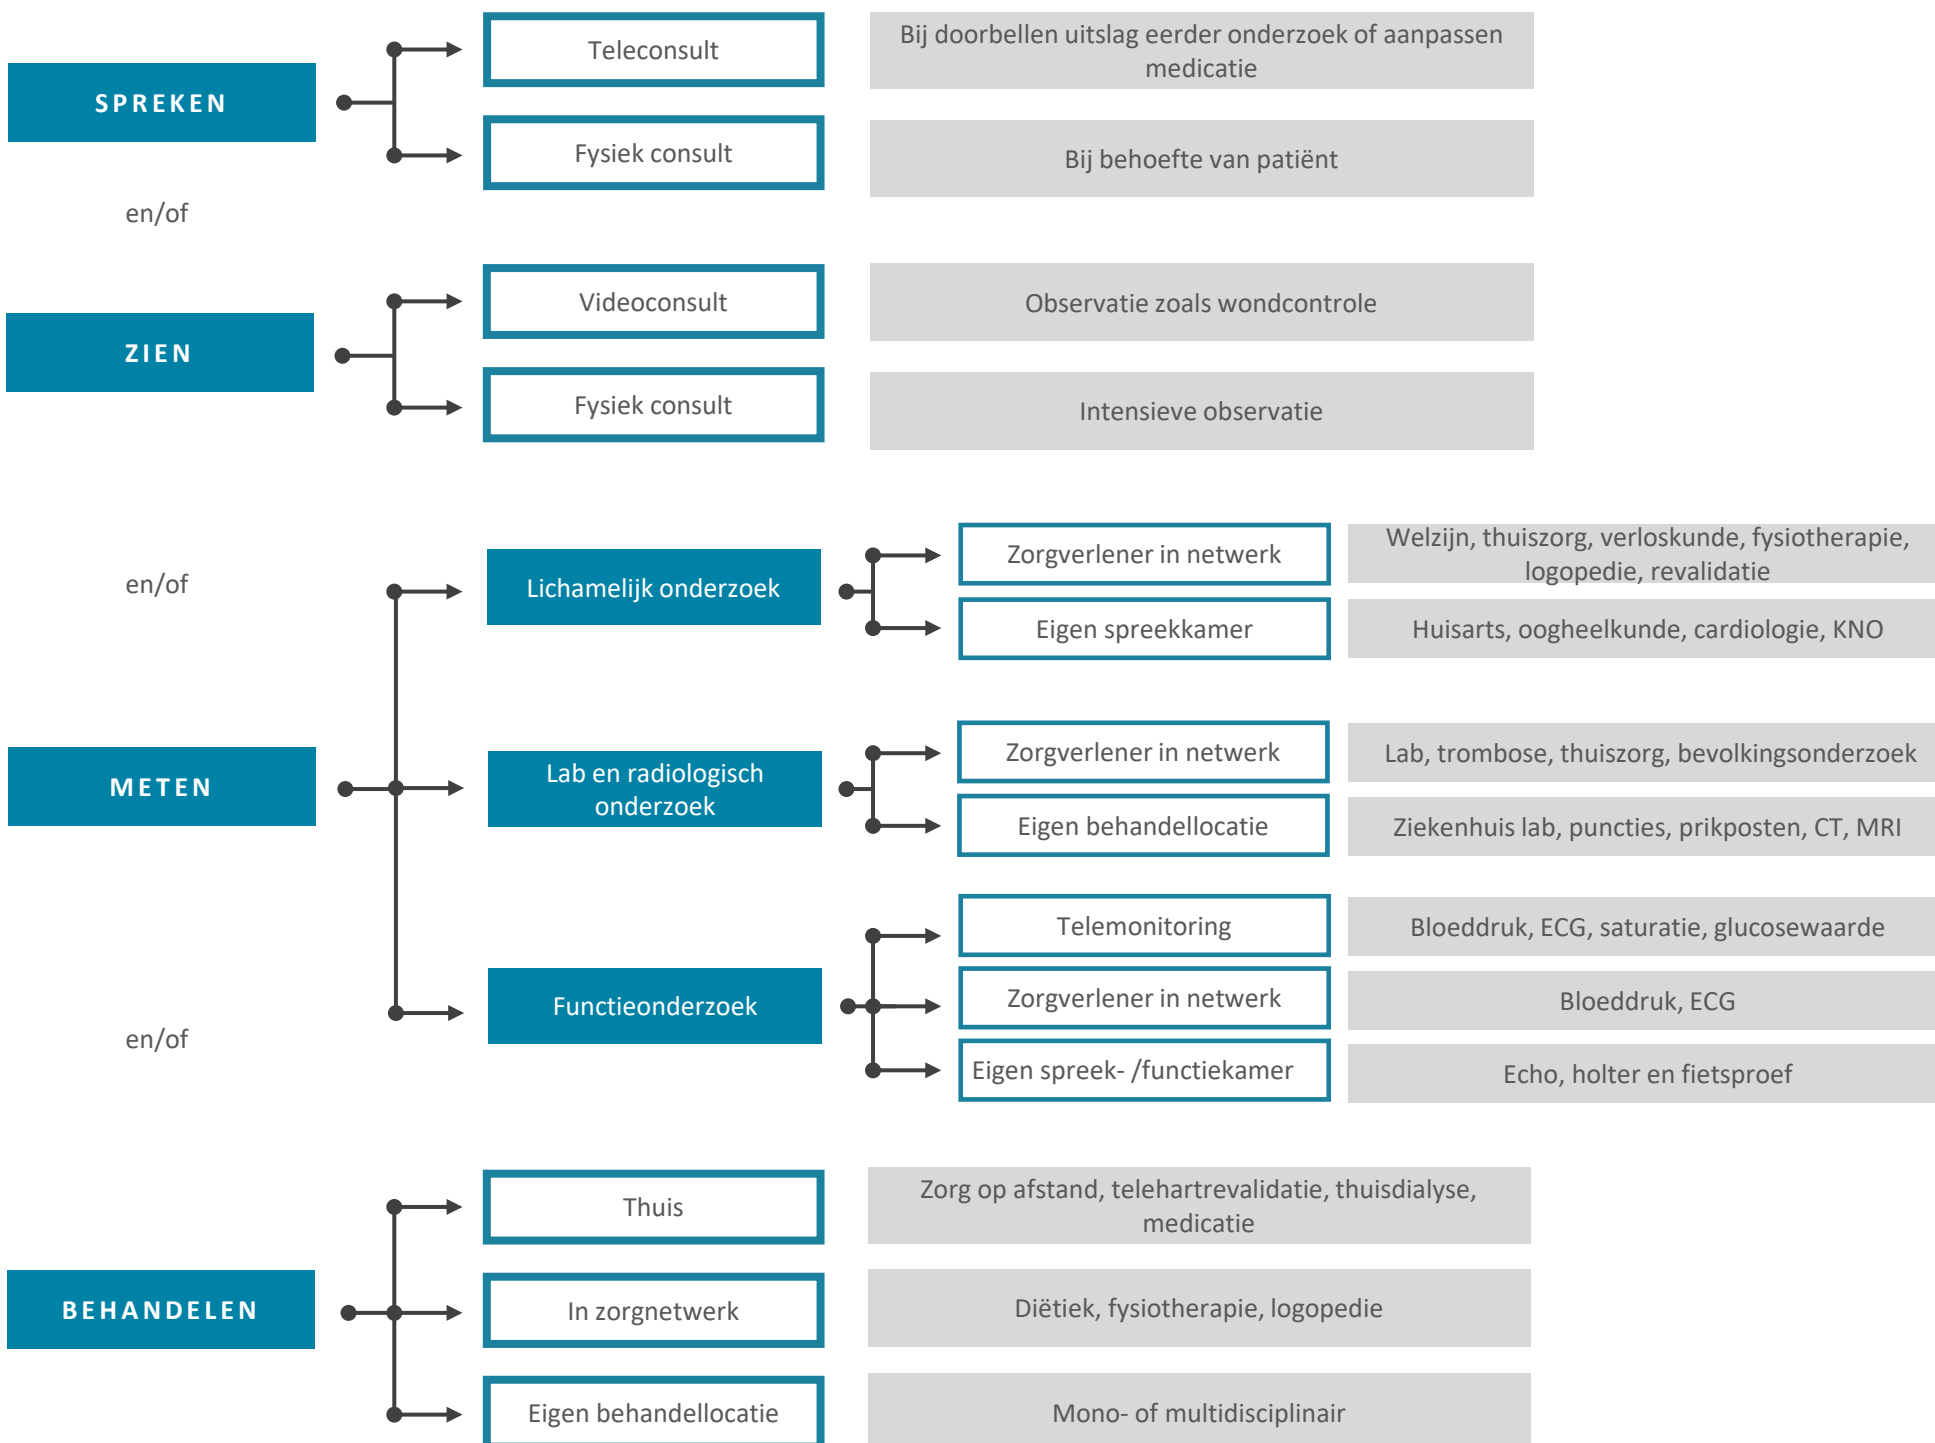 SPREKEN
Teleconsult
Bij doorbellen uitslag eerder onderzoek of aanpassen
medicatie
Fysiek consult
Bij behoefte van patiënt
en/of
ZIEN
Videoconsult
Observatie zoals wondcontrole
Fysiek consult
Intensieve observatie
en/of
METEN
Lichamelijk onderzoek
Zorgverlener in netwerk
Welzijn, thuiszorg, verloskunde, fysiotherapie,
logopedie, revalidatie
Eigen spreekkamer
Huisarts, oogheelkunde, cardiologie, KNO
Lab en radiologisch
onderzoek
Zorgverlener in netwerk
Lab, trombose, thuiszorg, bevolkingsonderzoek
Eigen behandellocatie
Ziekenhuis lab, puncties, prikposten, CT, MRI
Functieonderzoek
Telemonitoring
Bloeddruk, ECG, saturatie, glucosewaarde
Zorgverlener in netwerk
Bloeddruk, ECG
Eigen spreek- /functiekamer
Echo, holter en fietsproef
en/of
BEHANDELEN
Thuis
Zorg op afstand, telehartrevalidatie, thuisdialyse,
medicatie
In zorgnetwerk
Diëtiek, fysiotherapie, logopedie
Eigen behandellocatie
Mono- of multidisciplinair